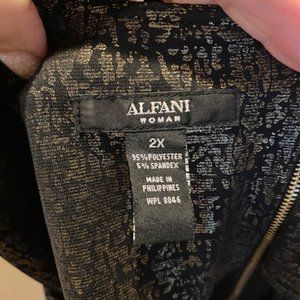 ALFANI
WOMAN
2X
95% POLYESTER
5% SPANDEX
MADE IN
PHILIPPINES
WPL 8046